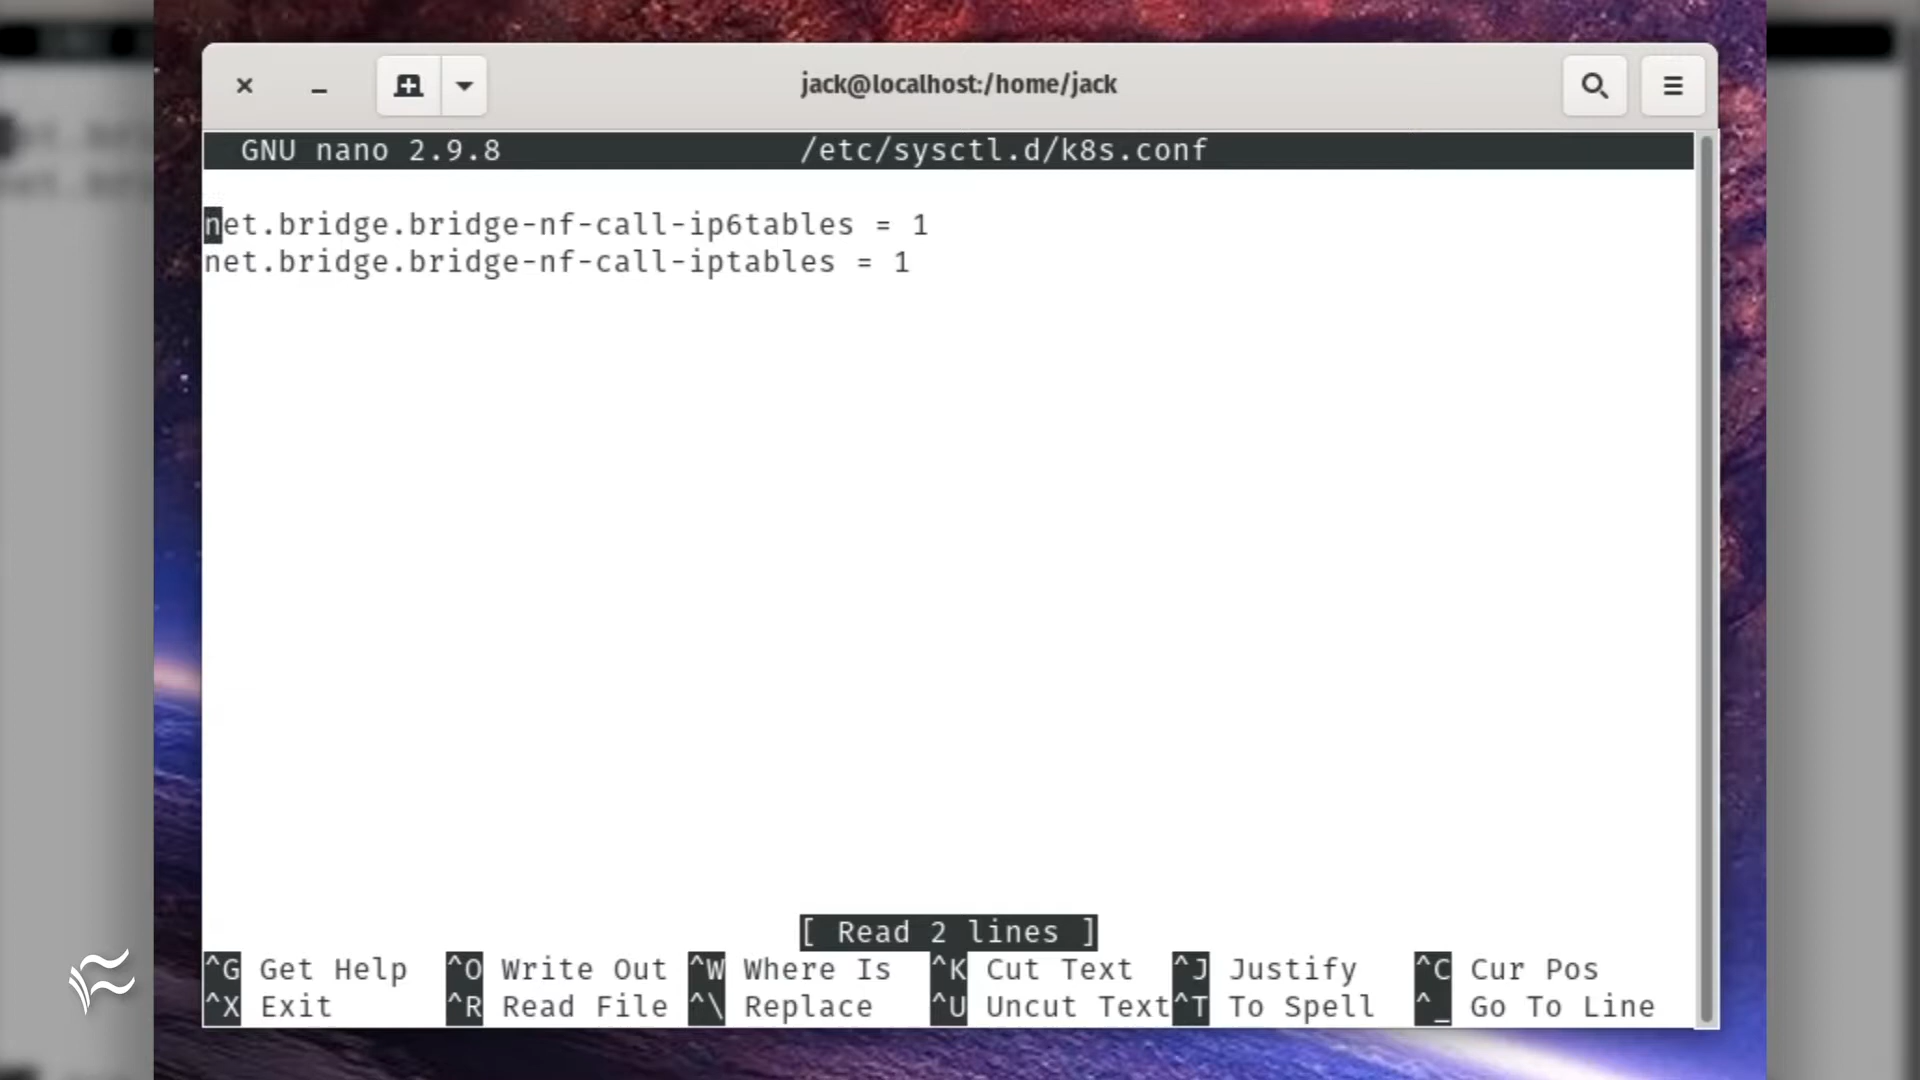 jack@localhost:/home/jack
GNU nano 2.9.8 /etc/sysctl.d/k8s.conf
net.bridge.bridge-nf-call-ip6tables = 1
net.bridge.bridge-nf-call-iptables = 1
[ Read 2 lines ]
^G Get Help ^O Write Out ^W Where Is ^K Cut Text ^J Justify ^C Cur Pos
^X Exit ^R Read File ^\ Replace ^U Uncut Text ^T To Spell ^_ Go To Line